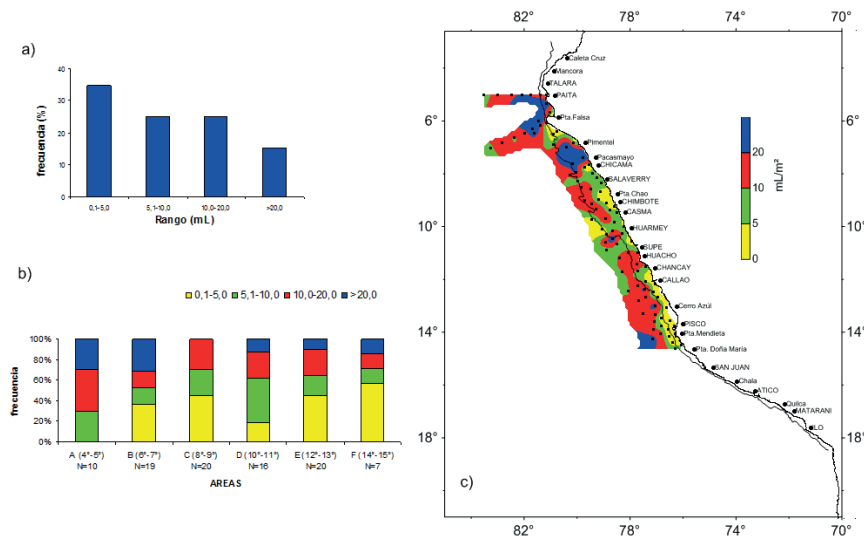 a)
frecuencia (%)
40
30
20
10
0
0,1-5,0 5,1-10,0 10,0-20,0 >20,0
Rango (mL)
b)
0,1-5,0 5,1-10,0 10,0-20,0 > 20,0
frecuencia
100%
80%
60%
40%
20%
0%
A (4°-5°) B (6°-7°) C (8°-9°) D (10°-11°) E (12°-13°) F (14°-15°)
N=10 N=19 N=20 N=16 N=20 N=7
AREAS
82° 78° 74° 70°
Caleta Cruz
Mancora
TALARA
PAITA
Pta.Falsa
6°
Pimentel
Pacasmayo
CHICAMA
SALAVERRY
Pta Chao
CHIMBOTE
CASMA
10°
HUARMEY
SUPE
HUACHO
CHANCAY
CALLAO
Cerro Azúl
PISCO
14°
Pta.Mendieta
Pta. Doña María
SAN JUAN
Chala
ATICO
Quilca
MATARANI
ILO
18°
20
10
5
0
mL/m²
c)
82° 78° 74° 70°